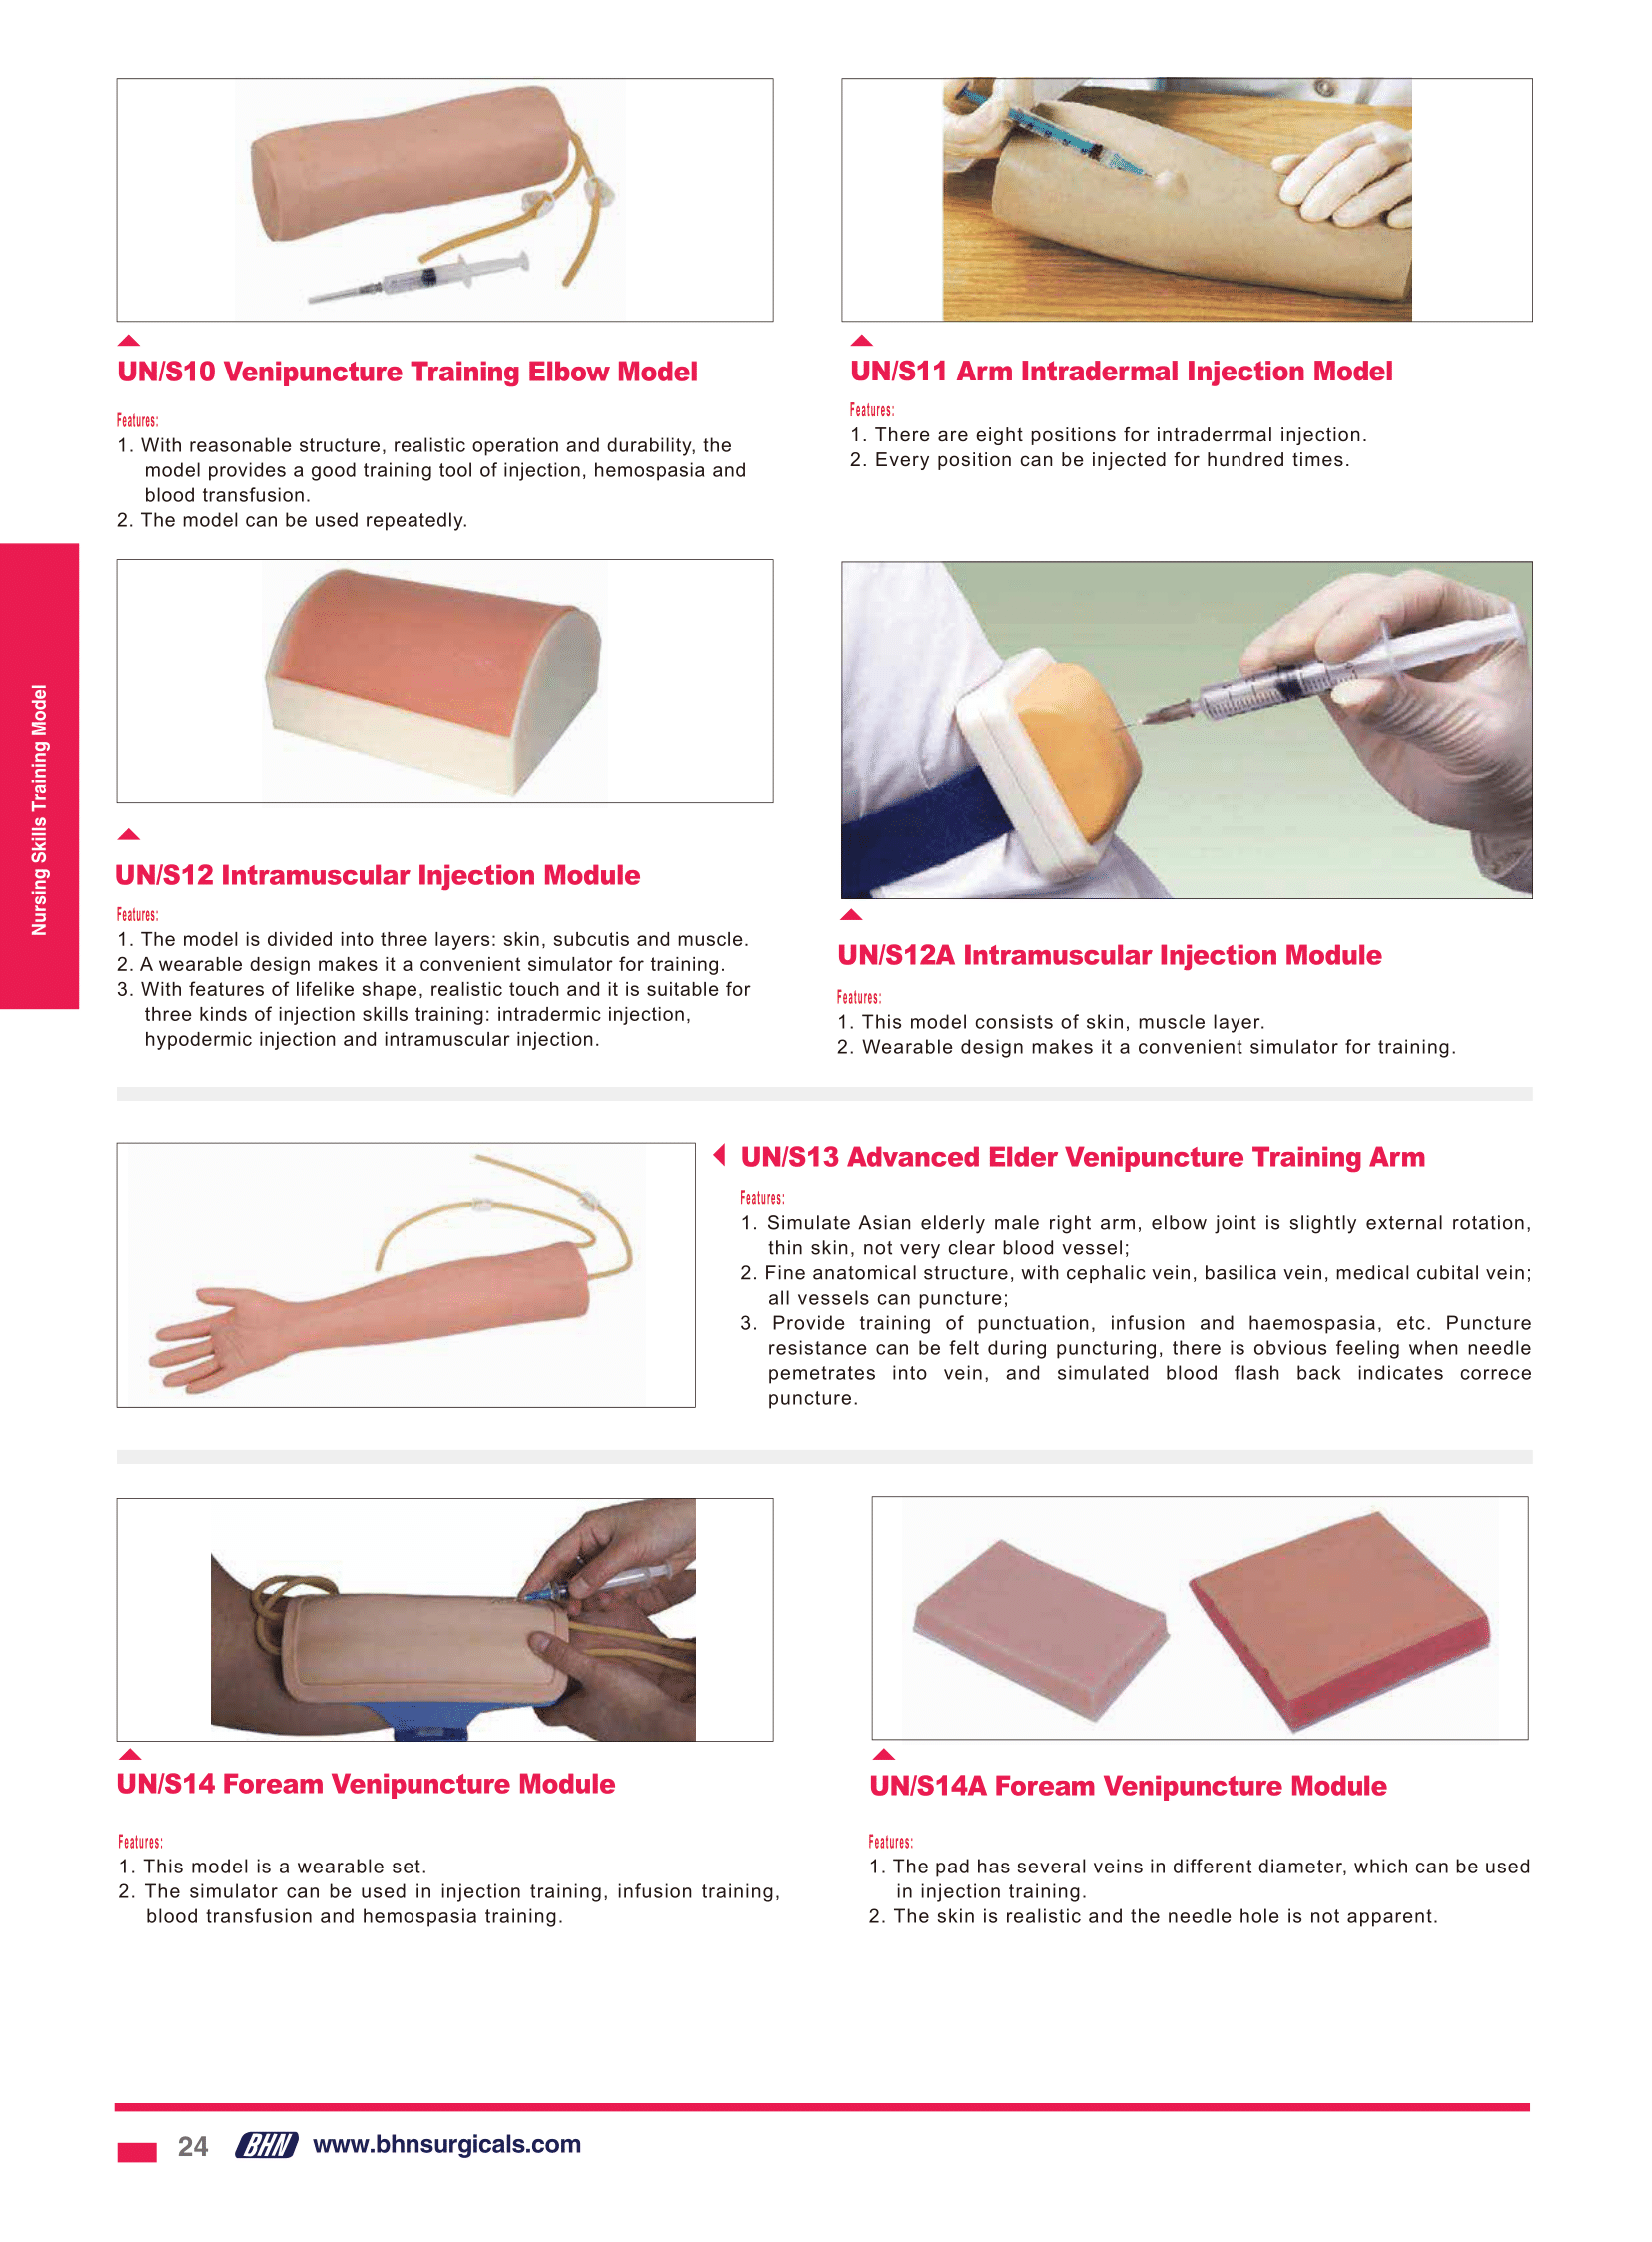 UN/S10 Venipuncture Training Elbow Model
Features:
1. With reasonable structure, realistic operation and durability, the
model provides a good training tool of injection, hemospasia and
blood transfusion.
2. The model can be used repeatedly.
UN/S11 Arm Intradermal Injection Model
Features:
1. There are eight positions for intraderrmal injection.
2. Every position can be injected for hundred times.
Nursing Skills Training Model
UN/S12 Intramuscular Injection Module
Features:
1. The model is divided into three layers: skin, subcutis and muscle.
2. A wearable design makes it a convenient simulator for training.
3. With features of lifelike shape, realistic touch and it is suitable for
three kinds of injection skills training: intradermic injection,
hypodermic injection and intramuscular injection.
UN/S12A Intramuscular Injection Module
Features:
1. This model consists of skin, muscle layer.
2. Wearable design makes it a convenient simulator for training.
UN/S13 Advanced Elder Venipuncture Training Arm
Features:
1. Simulate Asian elderly male right arm, elbow joint is slightly external rotation,
thin skin, not very clear blood vessel;
2. Fine anatomical structure, with cephalic vein, basilica vein, medical cubital vein;
all vessels can puncture;
3. Provide training of punctuation, infusion and haemospasia, etc. Puncture
resistance can be felt during puncturing, there is obvious feeling when needle
pemetrates into vein, and simulated blood flash back indicates correce
puncture.
UN/S14 Foream Venipuncture Module
Features:
1. This model is a wearable set.
2. The simulator can be used in injection training, infusion training,
blood transfusion and hemospasia training.
UN/S14A Foream Venipuncture Module
Features:
1. The pad has several veins in different diameter, which can be used
in injection training.
2. The skin is realistic and the needle hole is not apparent.
24 BHN www.bhnsurgicals.com